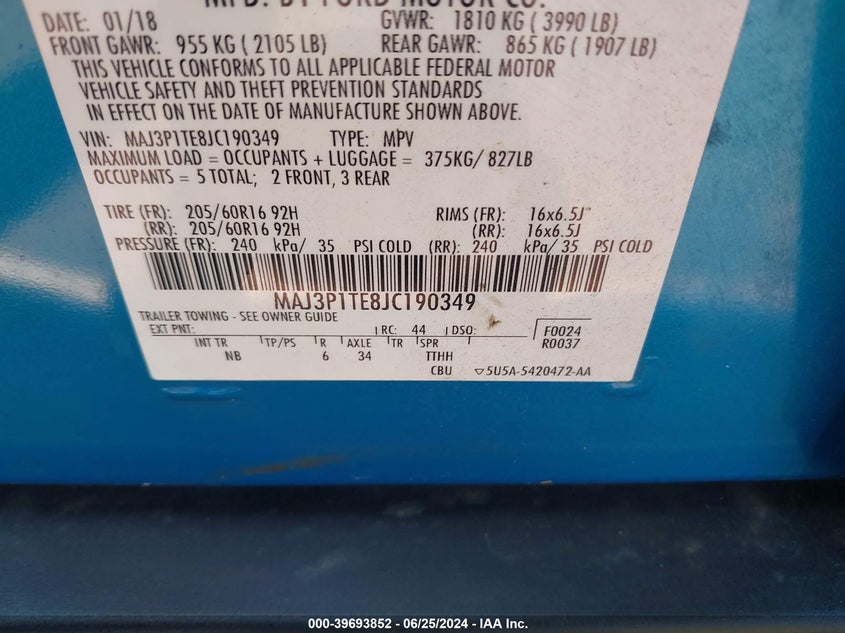 MFD. BY FORD MOTOR CO.
DATE: 01/18 GVWR: 1810 KG ( 3990 LB)
FRONT GAWR: 955 KG ( 2105 LB) REAR GAWR: 865 KG ( 1907 LB)
THIS VEHICLE CONFORMS TO ALL APPLICABLE FEDERAL MOTOR
VEHICLE SAFETY AND THEFT PREVENTION STANDARDS
IN EFFECT ON THE DATE OF MANUFACTURE SHOWN ABOVE.
VIN: MAJ3P1TE8JC190349 TYPE: MPV
MAXIMUM LOAD = OCCUPANTS + LUGGAGE = 375KG/ 827LB
OCCUPANTS = 5 TOTAL; 2 FRONT, 3 REAR
TIRE (FR): 205/60R16 92H RIMS (FR): 16x6.5J
(RR): 205/60R16 92H (RR): 16x6.5J
PRESSURE (FR): 240 kPa/ 35 PSI COLD (RR): 240 kPa/ 35 PSI COLD
MAJ3P1TE8JC190349
TRAILER TOWING - SEE OWNER GUIDE
EXT PNT: RC: 44 DSO: F0024
R0037
INT TR TP/PS R AXLE TR SPR
NB 6 34 TTHH
CBU ▽5U5A-5420472-AA
000-39693852 - 06/25/2024 - IAA Inc.